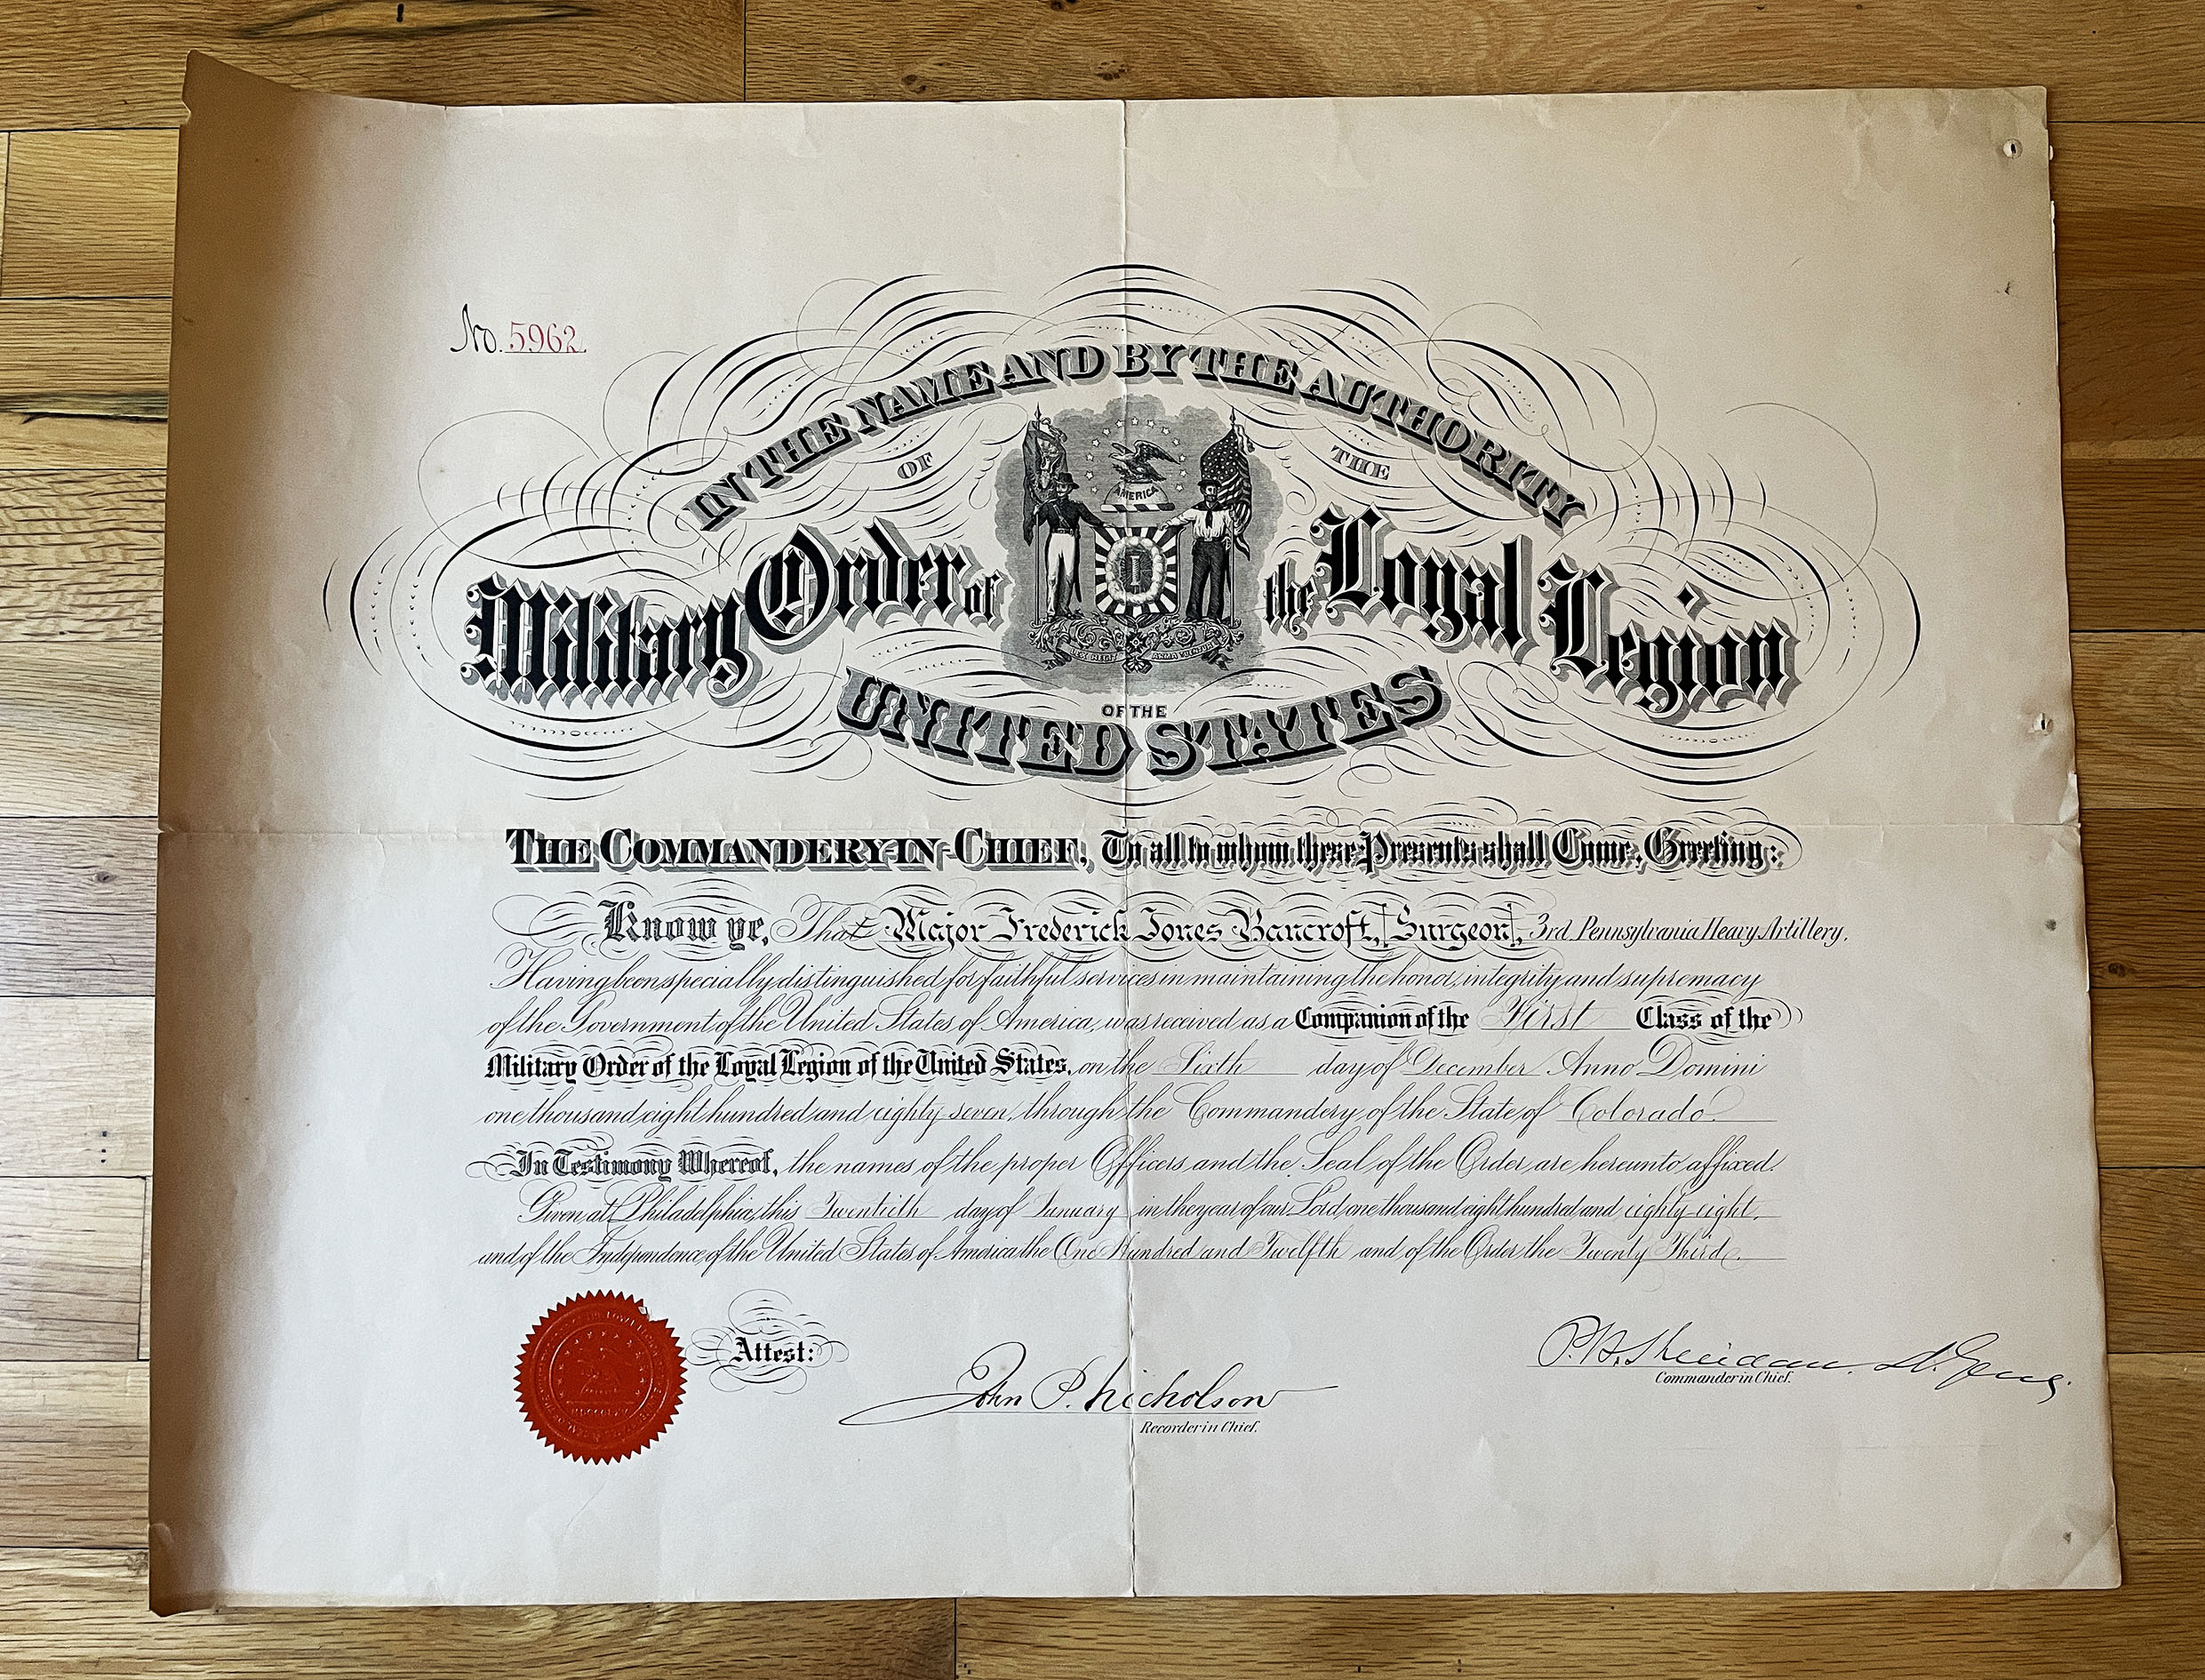 No. 5962.
IN THE NAME AND BY THE AUTHORITY
OF THE
AMERICA
Military Order of the Loyal Legion
OF THE
UNITED STATES
THE COMMANDERY-IN-CHIEF, To all to whom these Presents shall Come, Greeting:
Know ye, That Major Frederick Jones Bancroft, [Surgeon], 3rd Pennsylvania Heavy Artillery.
Having been specially distinguished for faithful services in maintaining the honor, integrity and supremacy
of the Government of the United States of America, was received as a Companion of the First Class of the
Military Order of the Loyal Legion of the United States, on the Sixth day of December Anno Domini
one thousand eight hundred and eighty seven, through the Commandery of the State of Colorado.
In Testimony Whereof, the names of the proper Officers and the Seal of the Order are hereunto affixed.
Given at Philadelphia, this Twentieth day of January in the year of our Lord, one thousand eight hundred and eighty-eight,
and of the Independence of the United States of America the One Hundred and Twelfth and of the Order the Twenty Third.
Attest:
John P. Nicholson
Recorder in Chief.
P. H. Sheridan. Lt. Genl.
Commander in Chief.